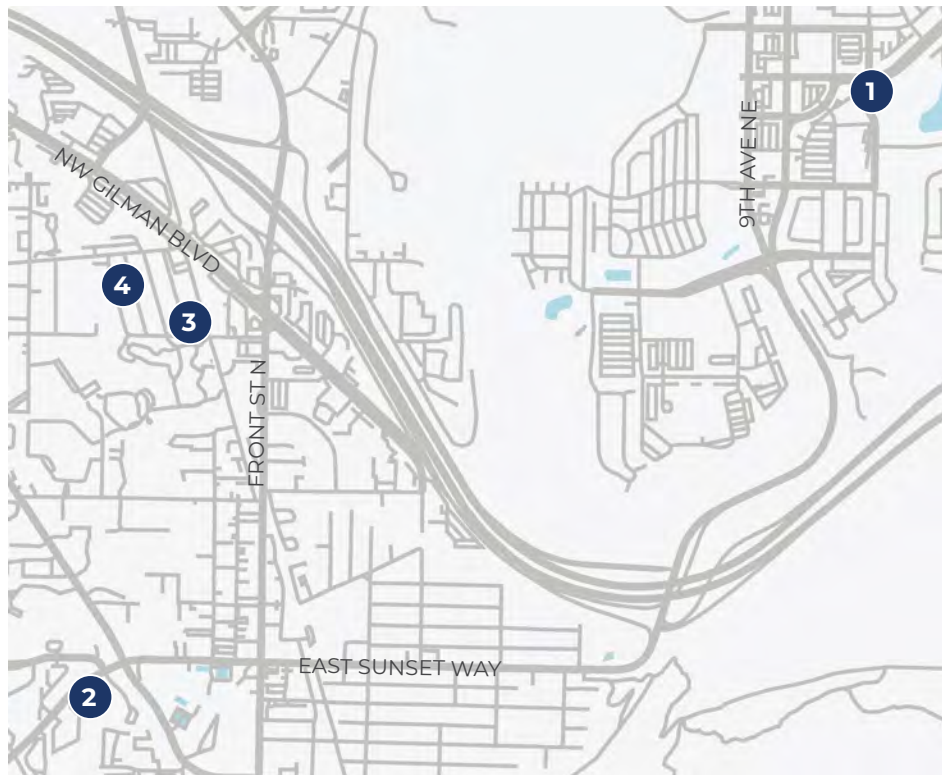 1
9TH AVE NE
NW GILMAN BLVD
4
3
FRONT ST N
EAST SUNSET WAY
2